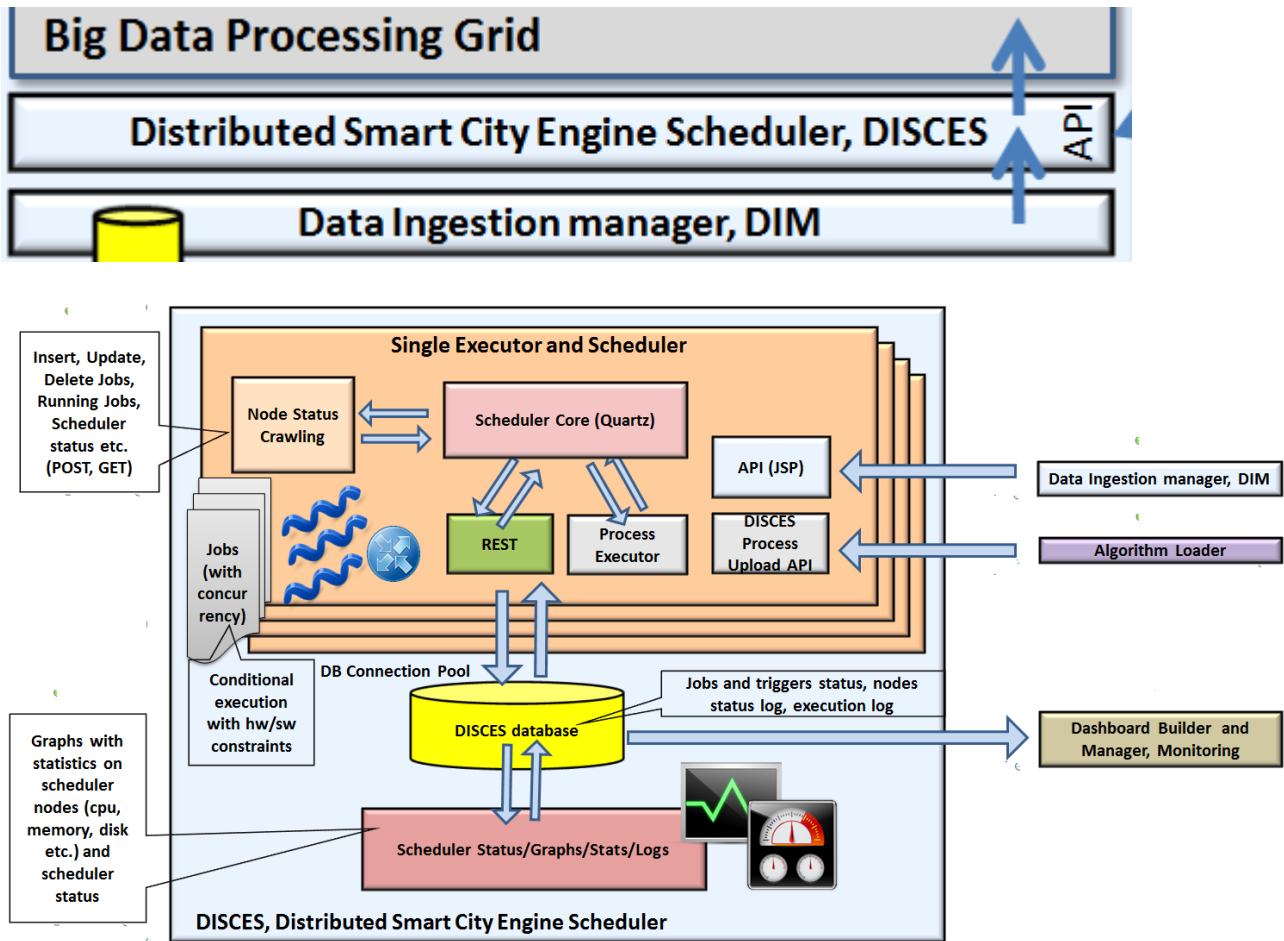 Big Data Processing Grid
Distributed Smart City Engine Scheduler, DISCES
API
Data Ingestion manager, DIM
Insert, Update,
Delete Jobs,
Running Jobs,
Scheduler
status etc.
(POST, GET)
Single Executor and Scheduler
Node Status
Crawling
Scheduler Core (Quartz)
API (JSP)
Data Ingestion manager, DIM
Jobs
(with
concur
rency)
REST
Process
Executor
DISCES
Process
Upload API
Algorithm Loader
Conditional
execution
with hw/sw
constraints
DB Connection Pool
Jobs and triggers status, nodes
status log, execution log
DISCES database
Dashboard Builder and
Manager, Monitoring
Graphs with
statistics on
scheduler
nodes (cpu,
memory, disk
etc.) and
scheduler
status
Scheduler Status/Graphs/Stats/Logs
DISCES, Distributed Smart City Engine Scheduler